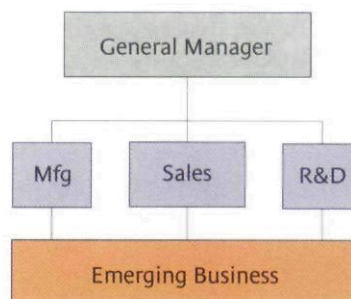 General Manager
Mfg
Sales
R&D
Emerging Business